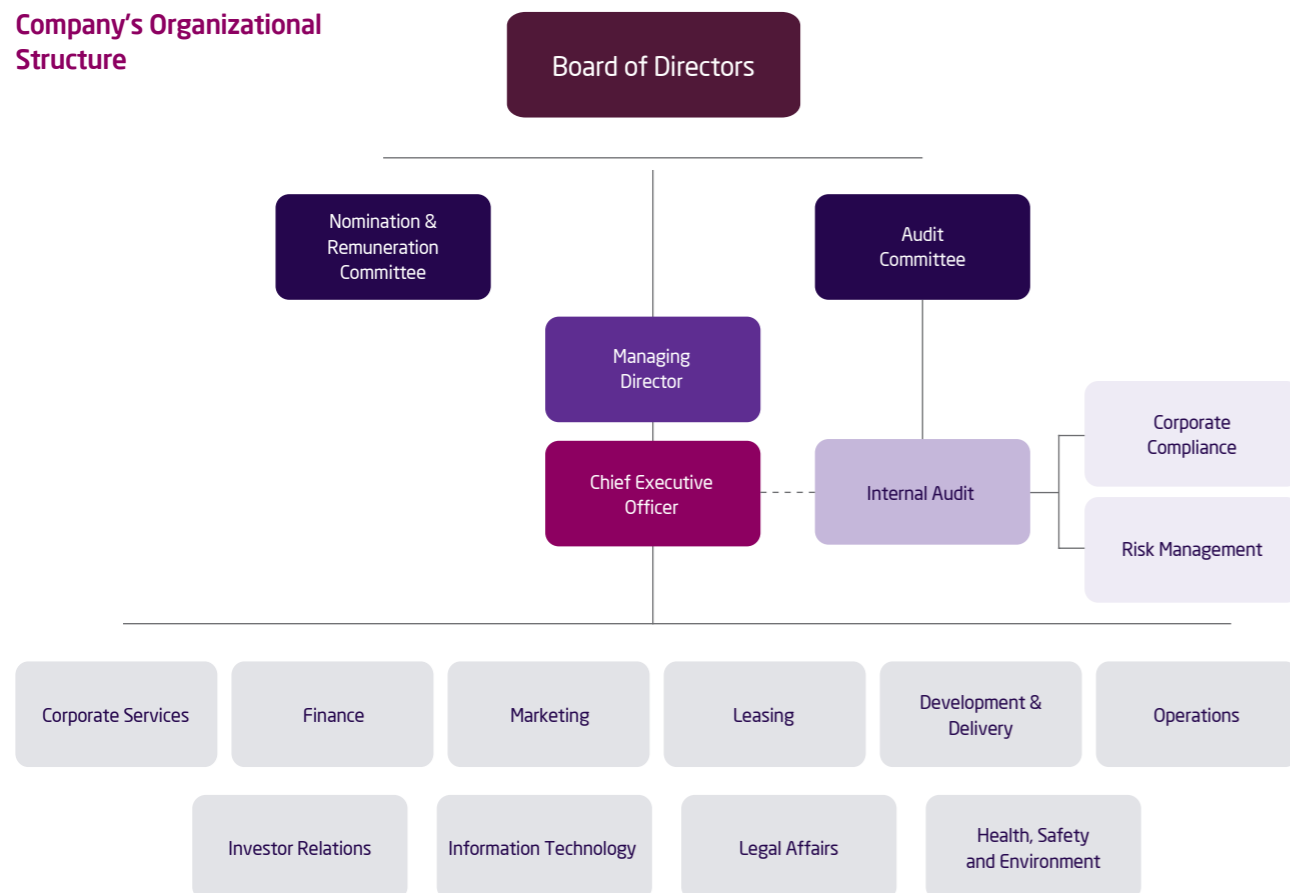 Company's Organizational
Structure
Board of Directors
Nomination &
Remuneration
Committee
Audit
Committee
Managing
Director
Corporate
Compliance
Chief Executive
Officer
Internal Audit
Risk Management
Corporate Services
Finance
Marketing
Leasing
Development &
Delivery
Operations
Investor Relations
Information Technology
Legal Affairs
Health, Safety
and Environment